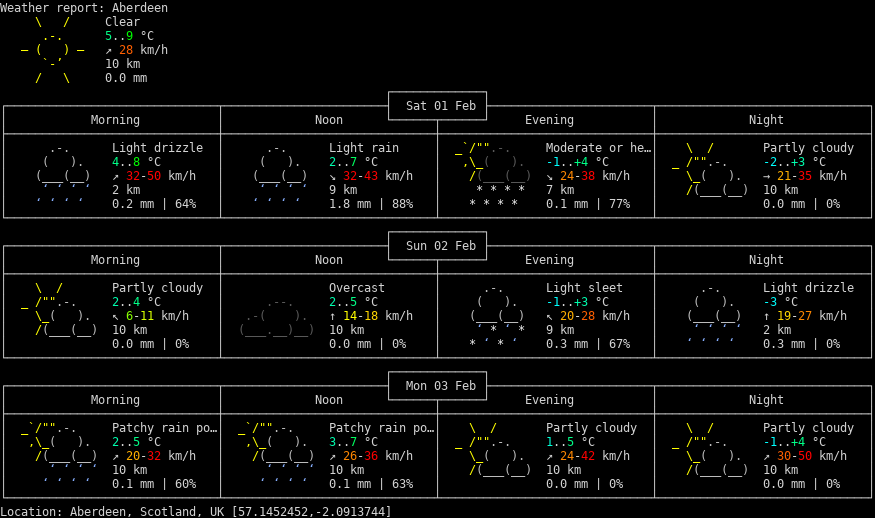 Weather report: Aberdeen
Clear
5..9 °C
↗ 28 km/h
10 km
0.0 mm
Sat 01 Feb
Morning Noon Evening Night
Light drizzle Light rain Moderate or he… Partly cloudy
4..8 °C 2..7 °C -1..+4 °C -2..+3 °C
↗ 32-50 km/h ↘ 32-43 km/h ↘ 24-38 km/h → 21-35 km/h
2 km 9 km 7 km 10 km
0.2 mm | 64% 1.8 mm | 88% 0.1 mm | 77% 0.0 mm | 0%
Sun 02 Feb
Morning Noon Evening Night
Partly cloudy Overcast Light sleet Light drizzle
2..4 °C 2..5 °C -1..+3 °C -3 °C
↖ 6-11 km/h ↑ 14-18 km/h ↖ 20-28 km/h ↑ 19-27 km/h
10 km 10 km 9 km 2 km
0.0 mm | 0% 0.0 mm | 0% 0.3 mm | 67% 0.3 mm | 0%
Mon 03 Feb
Morning Noon Evening Night
Patchy rain po… Patchy rain po… Partly cloudy Partly cloudy
2..5 °C 3..7 °C 1..5 °C -1..+4 °C
↗ 20-32 km/h ↗ 26-36 km/h ↗ 24-42 km/h ↗ 30-50 km/h
10 km 10 km 10 km 10 km
0.1 mm | 60% 0.1 mm | 63% 0.0 mm | 0% 0.0 mm | 0%
Location: Aberdeen, Scotland, UK [57.1452452,-2.0913744]